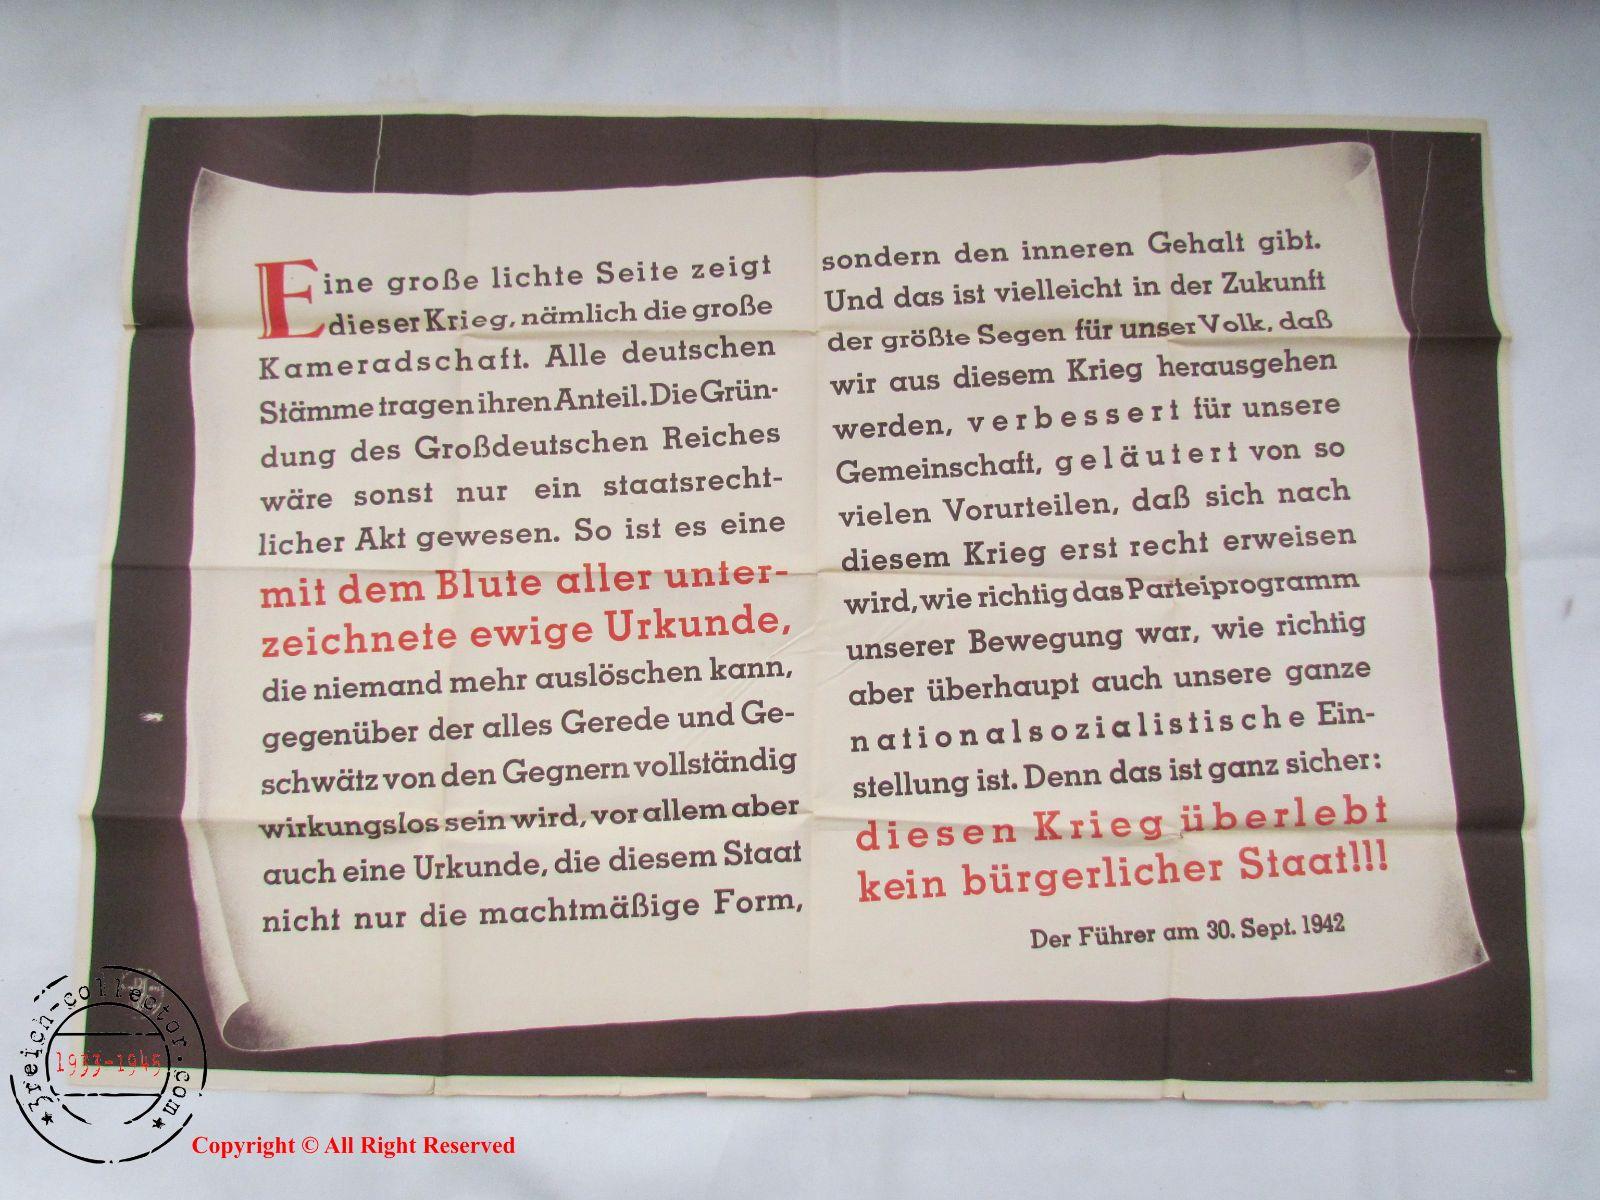 Eine große lichte Seite zeigt
dieser Krieg, nämlich die große
Kameradschaft. Alle deutschen
Stämme tragen ihren Anteil. Die Grün-
dung des Großdeutschen Reiches
wäre sonst nur ein staatsrecht-
licher Akt gewesen. So ist es eine
mit dem Blute aller unter-
zeichnete ewige Urkunde,
die niemand mehr auslöschen kann,
gegenüber der alles Gerede und Ge-
schwätz von den Gegnern vollständig
wirkungslos sein wird, vor allem aber
auch eine Urkunde, die diesem Staat
nicht nur die machtmäßige Form,
sondern den inneren Gehalt gibt.
Und das ist vielleicht in der Zukunft
der größte Segen für unser Volk, daß
wir aus diesem Krieg herausgehen
werden, verbessert für unsere
Gemeinschaft, geläutert von so
vielen Vorurteilen, daß sich nach
diesem Krieg erst recht erweisen
wird, wie richtig das Parteiprogramm
unserer Bewegung war, wie richtig
aber überhaupt auch unsere ganze
nationalsozialistische Ein-
stellung ist. Denn das ist ganz sicher:
diesen Krieg überlebt
kein bürgerlicher Staat!!!
Der Führer am 30. Sept. 1942
3reich-collector.com
1933-1945
Copyright © All Right Reserved